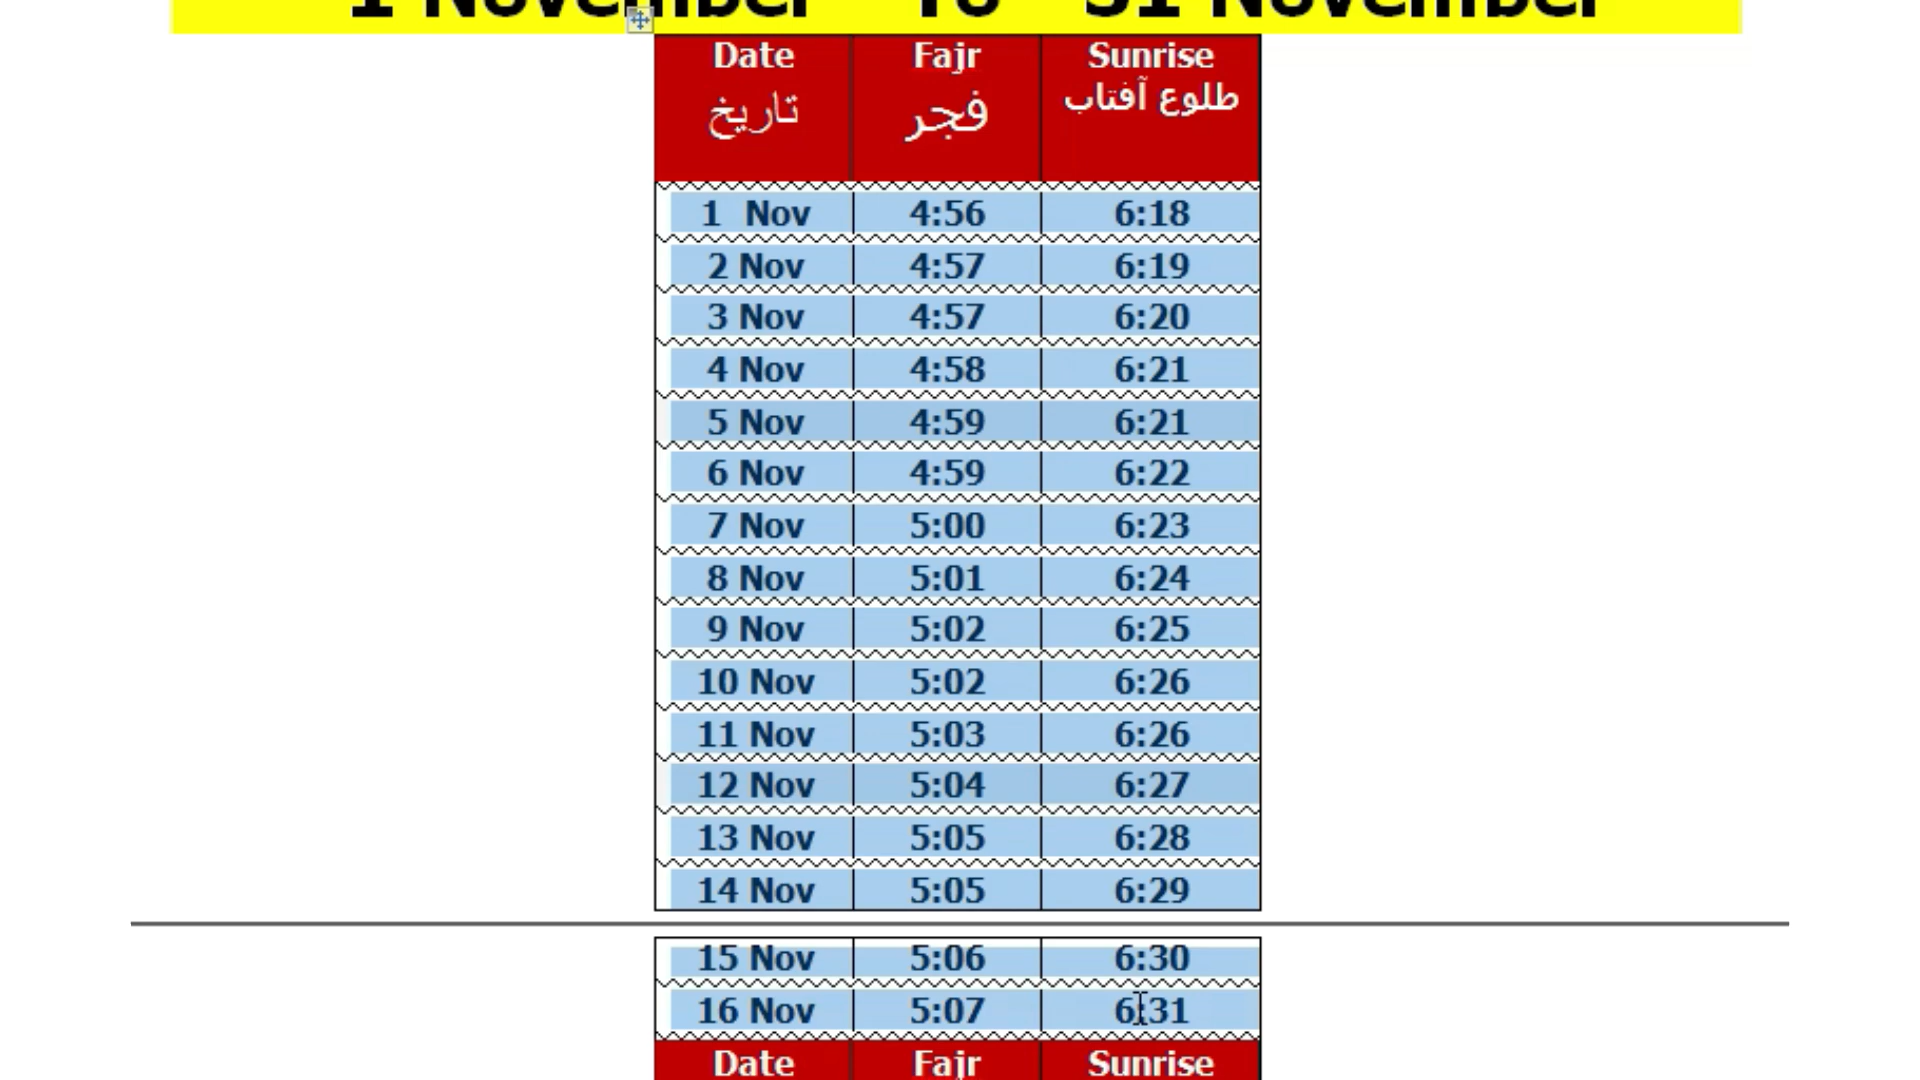 1 November To 31 November
Date Fajr Sunrise
تاریخ فجر طلوع آفتاب
1 Nov 4:56 6:18
2 Nov 4:57 6:19
3 Nov 4:57 6:20
4 Nov 4:58 6:21
5 Nov 4:59 6:21
6 Nov 4:59 6:22
7 Nov 5:00 6:23
8 Nov 5:01 6:24
9 Nov 5:02 6:25
10 Nov 5:02 6:26
11 Nov 5:03 6:26
12 Nov 5:04 6:27
13 Nov 5:05 6:28
14 Nov 5:05 6:29
15 Nov 5:06 6:30
16 Nov 5:07 6:31
Date Fajr Sunrise